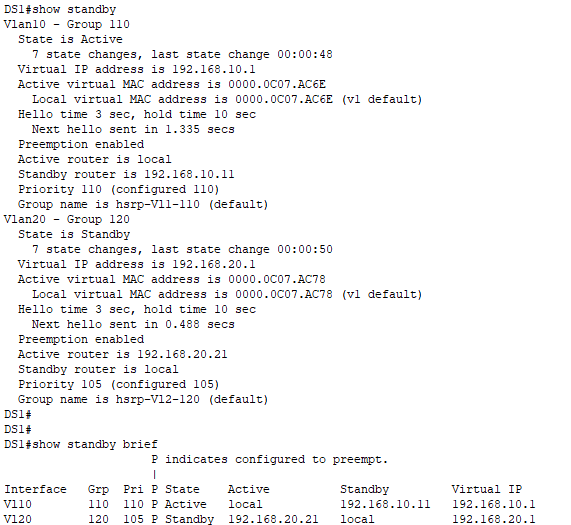 DS1#show standby
Vlan10 - Group 110
  State is Active
    7 state changes, last state change 00:00:48
  Virtual IP address is 192.168.10.1
  Active virtual MAC address is 0000.0C07.AC6E
    Local virtual MAC address is 0000.0C07.AC6E (v1 default)
  Hello time 3 sec, hold time 10 sec
    Next hello sent in 1.335 secs
  Preemption enabled
  Active router is local
  Standby router is 192.168.10.11
  Priority 110 (configured 110)
  Group name is hsrp-Vl1-110 (default)
Vlan20 - Group 120
  State is Standby
    7 state changes, last state change 00:00:50
  Virtual IP address is 192.168.20.1
  Active virtual MAC address is 0000.0C07.AC78
    Local virtual MAC address is 0000.0C07.AC78 (v1 default)
  Hello time 3 sec, hold time 10 sec
    Next hello sent in 0.488 secs
  Preemption enabled
  Active router is 192.168.20.21
  Standby router is local
  Priority 105 (configured 105)
  Group name is hsrp-Vl2-120 (default)
DS1#
DS1#
DS1#show standby brief
                     P indicates configured to preempt.
                     |
Interface   Grp  Pri P State    Active          Standby         Virtual IP
Vl10        110  110 P Active   local           192.168.10.11   192.168.10.1
Vl20        120  105 P Standby  192.168.20.21   local           192.168.20.1